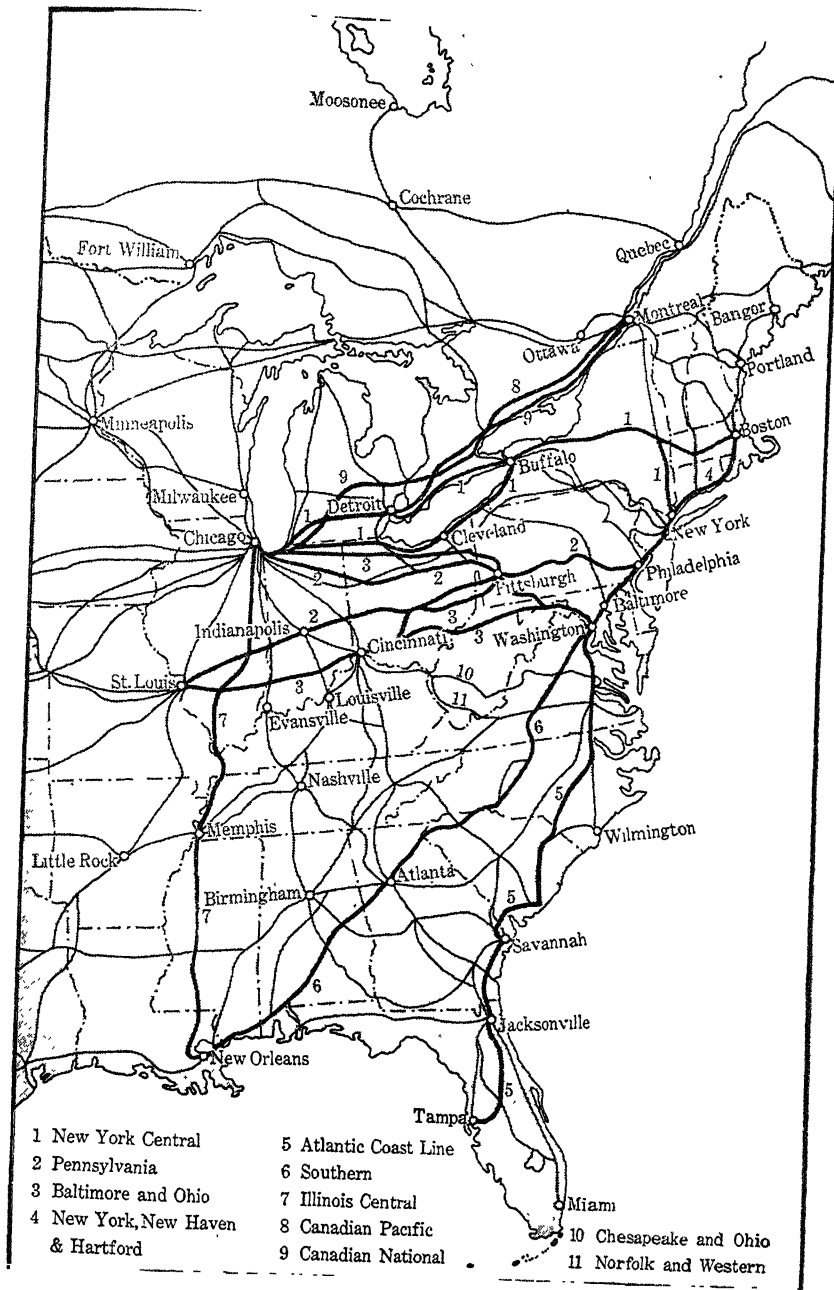 Moosonee
Cochrane
Fort William
Quebec
Montreal
Bangor
Ottawa
Portland
8
Minneapolis
9
1
Boston
Buffalo
9
Milwaukee
Detroit
1
1
1
4
1
New York
Chicago
1
Cleveland
3
2
2
2
Pittsburgh
Philadelphia
Baltimore
Indianapolis
2
3
3
Washington
Cincinnati
St. Louis
3
Louisville
10
11
Evansville
7
6
Nashville
5
Memphis
Wilmington
Little Rock
Atlanta
Birmingham
7
5
Savannah
6
Jacksonville
New Orleans
5
Tampa
Miami
1 New York Central
2 Pennsylvania
3 Baltimore and Ohio
4 New York, New Haven
& Hartford
5 Atlantic Coast Line
6 Southern
7 Illinois Central
8 Canadian Pacific
9 Canadian National
10 Chesapeake and Ohio
11 Norfolk and Western